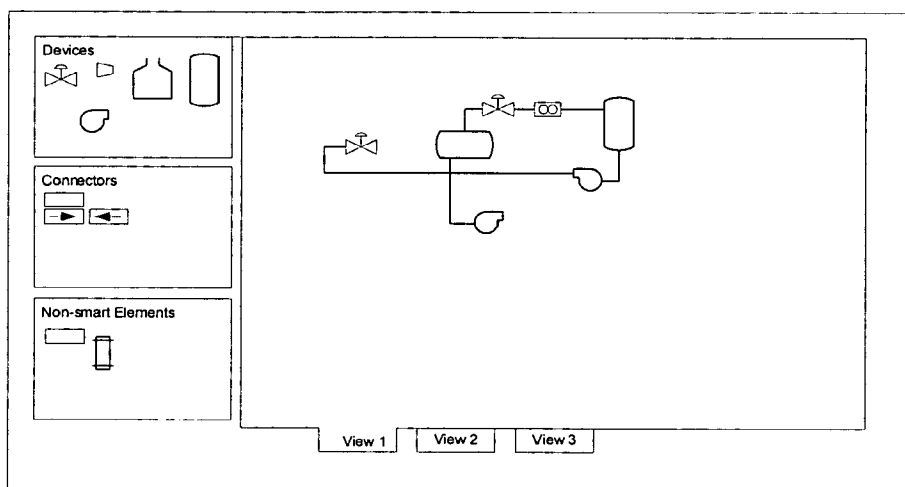 Devices
Connectors
Non-smart Elements
View 1
View 2
View 3